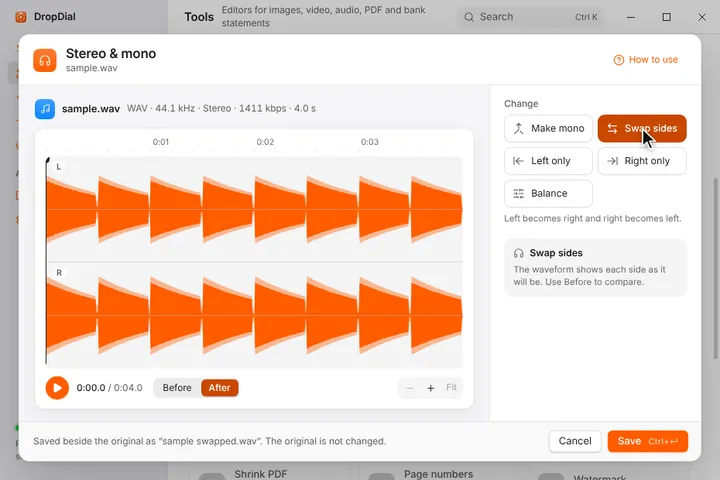 DropDial
Tools
Editors for images, video, audio, PDF and bank statements
Search
Ctrl K
Stereo & mono
sample.wav
How to use
sample.wav
WAV · 44.1 kHz · Stereo · 1411 kbps · 4.0 s
0:01
0:02
0:03
L
R
0:00.0 / 0:04.0
Before
After
Fit
Change
Make mono
Swap sides
Left only
Right only
Balance
Left becomes right and right becomes left.
Swap sides
The waveform shows each side as it
will be. Use Before to compare.
Saved beside the original as "sample swapped.wav". The original is not changed.
Cancel
Save
Ctrl+↵
Shrink PDF
Page numbers
Watermark